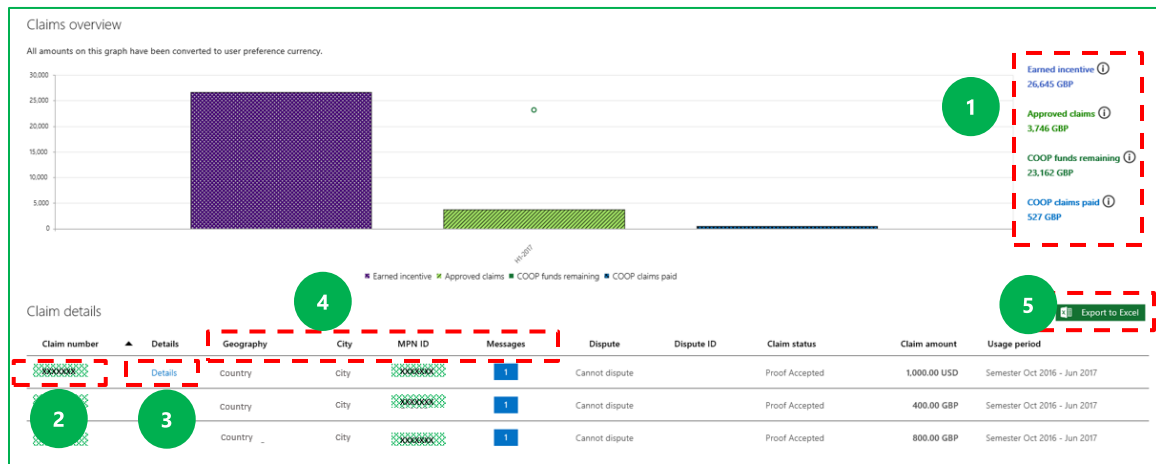 Claims overview
All amounts on this graph have been converted to user preference currency.
30,000
25,000
20,000
15,000
10,000
5,000
0
H1-2017
Earned incentive Approved claims COOP funds remaining COOP claims paid
1
Earned incentive i
26,645 GBP
Approved claims i
3,746 GBP
COOP funds remaining i
23,162 GBP
COOP claims paid i
527 GBP
4
5
Claim details
Export to Excel
Claim number Details Geography City MPN ID Messages Dispute Dispute ID Claim status Claim amount Usage period
XXXXXXX Details Country City XXXXXXX 1 Cannot dispute Proof Accepted 1,000.00 USD Semester Oct 2016 - Jun 2017
2 3
Country City XXXXXXX 1 Cannot dispute Proof Accepted 400.00 GBP Semester Oct 2016 - Jun 2017
Country _ City XXXXXXX 1 Cannot dispute Proof Accepted 800.00 GBP Semester Oct 2016 - Jun 2017